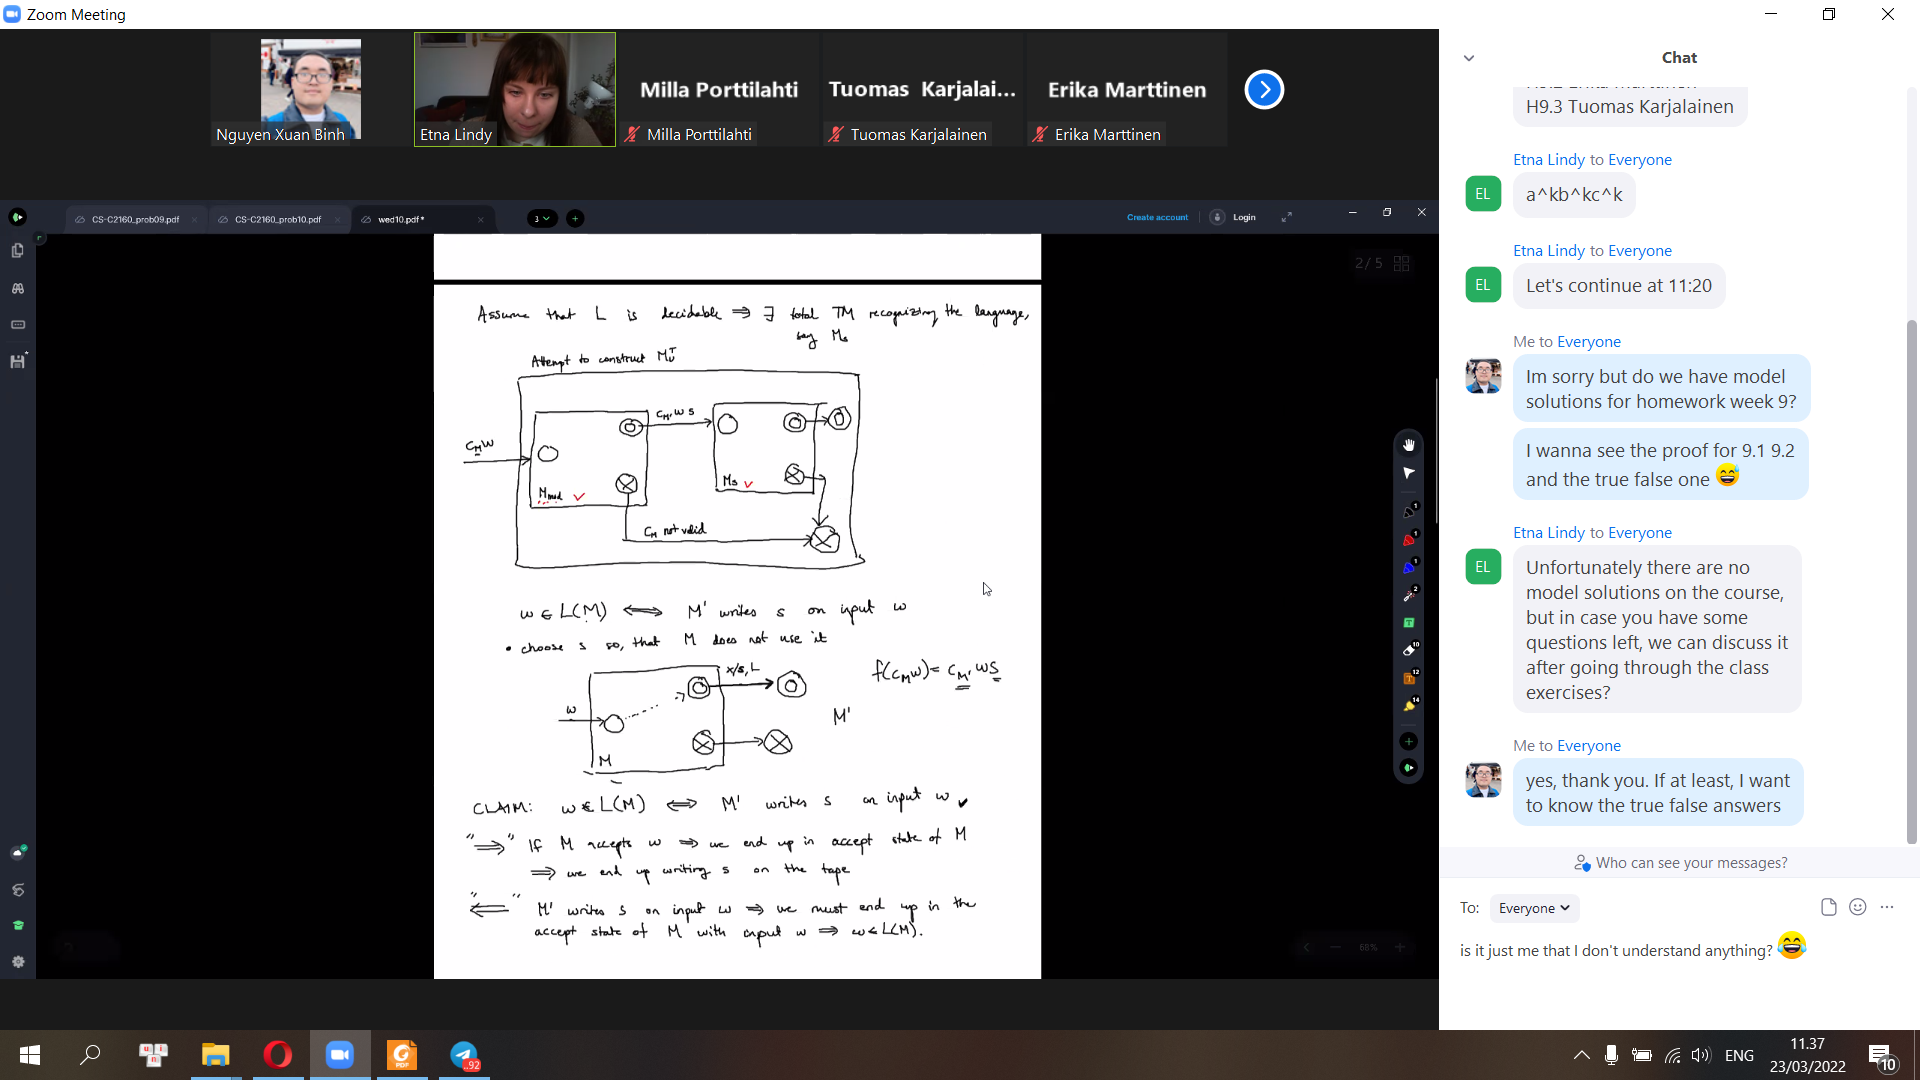 Zoom Meeting
Nguyen Xuan Binh
Etna Lindy
Milla Porttilahti
Milla Porttilahti
Tuomas Karjalai...
Tuomas Karjalainen
Erika Marttinen
Erika Marttinen
CS-C2160_prob09.pdf
CS-C2160_prob10.pdf
wed10.pdf *
3
Create account
Login
2/ 5
Assume that L is decidable ⇒ ∃ total TM recognizing the language,
say Ms
Attempt to construct M_U^T
C_M w
C_M' w s
Mmod ✓
Ms ✓
C_M not valid
w ∈ L(M) ⟺ M' writes s on input w
• choose s so, that M does not use it
x/s, L
f(C_M w) = C_M' w s
w
M'
M
CLAIM: w ∈ L(M) ⟺ M' writes s on input w ✓
"⇒" If M accepts w ⇒ we end up in accept state of M
⇒ we end up writing s on the tape
"⇐" M' writes s on input w ⇒ we must end up in the
accept state of M with input w ⇒ w ∈ L(M).
68%
Chat
H9.3 Tuomas Karjalainen
Etna Lindy to Everyone
EL
a^kb^kc^k
Etna Lindy to Everyone
EL
Let's continue at 11:20
Me to Everyone
Im sorry but do we have model
solutions for homework week 9?
I wanna see the proof for 9.1 9.2
and the true false one 😅
Etna Lindy to Everyone
EL
Unfortunately there are no
model solutions on the course,
but in case you have some
questions left, we can discuss it
after going through the class
exercises?
Me to Everyone
yes, thank you. If at least, I want
to know the true false answers
Who can see your messages?
To: Everyone
is it just me that I don't understand anything? 😂
PDF
..92
ENG
11.37
23/03/2022
10